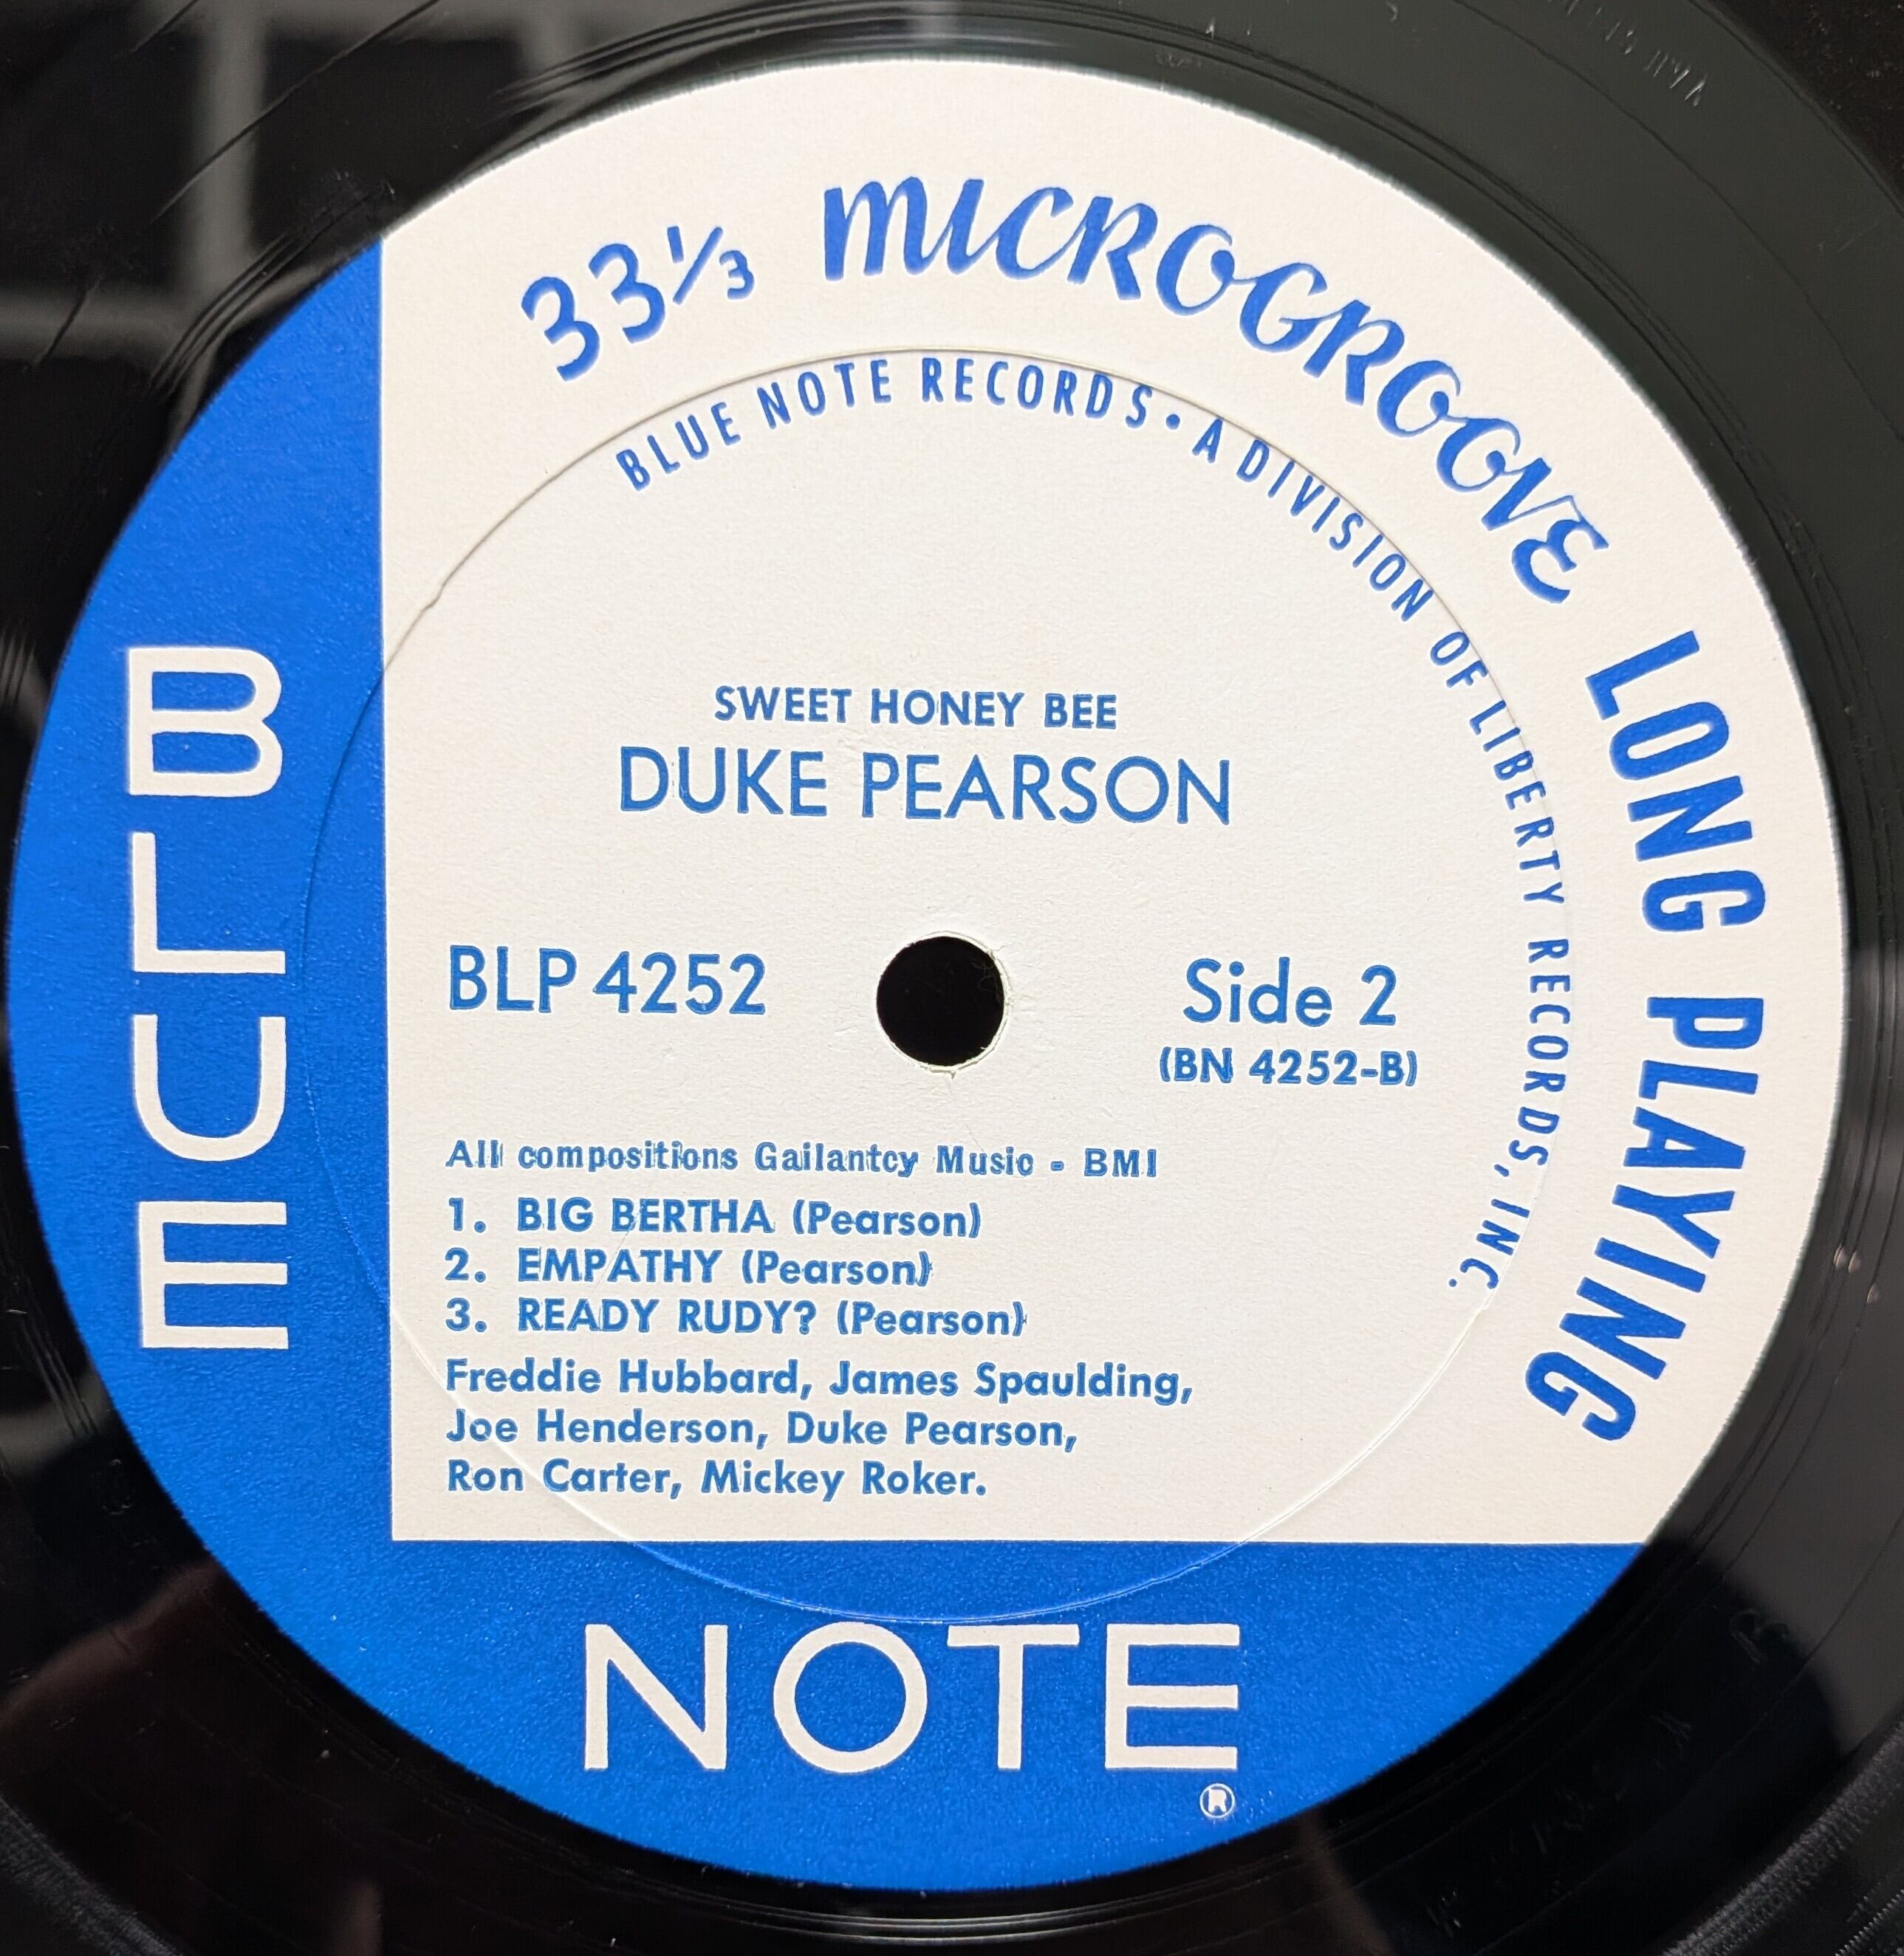 33⅓ MICROGROOVE LONG PLAYING
BLUE NOTE RECORDS • A DIVISION OF LIBERTY RECORDS, INC.
SWEET HONEY BEE
DUKE PEARSON
BLP 4252
Side 2
(BN 4252-B)
All compositions Gailantcy Music - BMI
1. BIG BERTHA (Pearson)
2. EMPATHY (Pearson)
3. READY RUDY? (Pearson)
Freddie Hubbard, James Spaulding,
Joe Henderson, Duke Pearson,
Ron Carter, Mickey Roker.
BLUE
NOTE
®